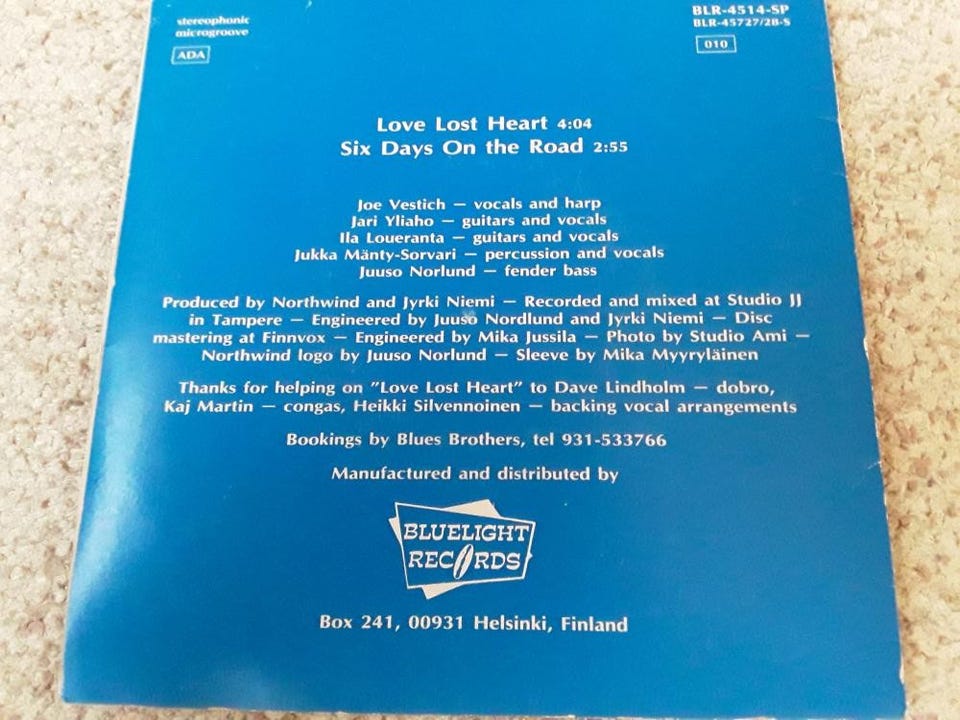 stereophonic
microgroove
ADA
BLR-4514-SP
BLR-45727/2B-S
010
Love Lost Heart 4:04
Six Days On the Road 2:55
Joe Vestich — vocals and harp
Jari Yliaho — guitars and vocals
Ila Loueranta — guitars and vocals
Jukka Mänty-Sorvari — percussion and vocals
Juuso Norlund — fender bass
Produced by Northwind and Jyrki Niemi — Recorded and mixed at Studio JJ
in Tampere — Engineered by Juuso Nordlund and Jyrki Niemi — Disc
mastering at Finnvox — Engineered by Mika Jussila — Photo by Studio Ami —
Northwind logo by Juuso Norlund — Sleeve by Mika Myyryläinen
Thanks for helping on ”Love Lost Heart” to Dave Lindholm — dobro,
Kaj Martin — congas, Heikki Silvennoinen — backing vocal arrangements
Bookings by Blues Brothers, tel 931-533766
Manufactured and distributed by
BLUELIGHT
RECORDS
Box 241, 00931 Helsinki, Finland